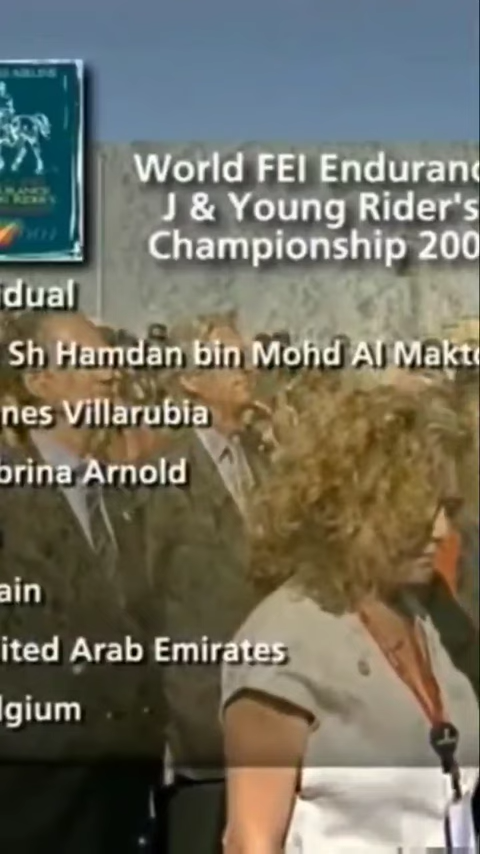 World FEI Enduranc
J & Young Rider's
Championship 200
idual
Sh Hamdan bin Mohd Al Makto
nes Villarubia
brina Arnold
ain
ited Arab Emirates
lgium